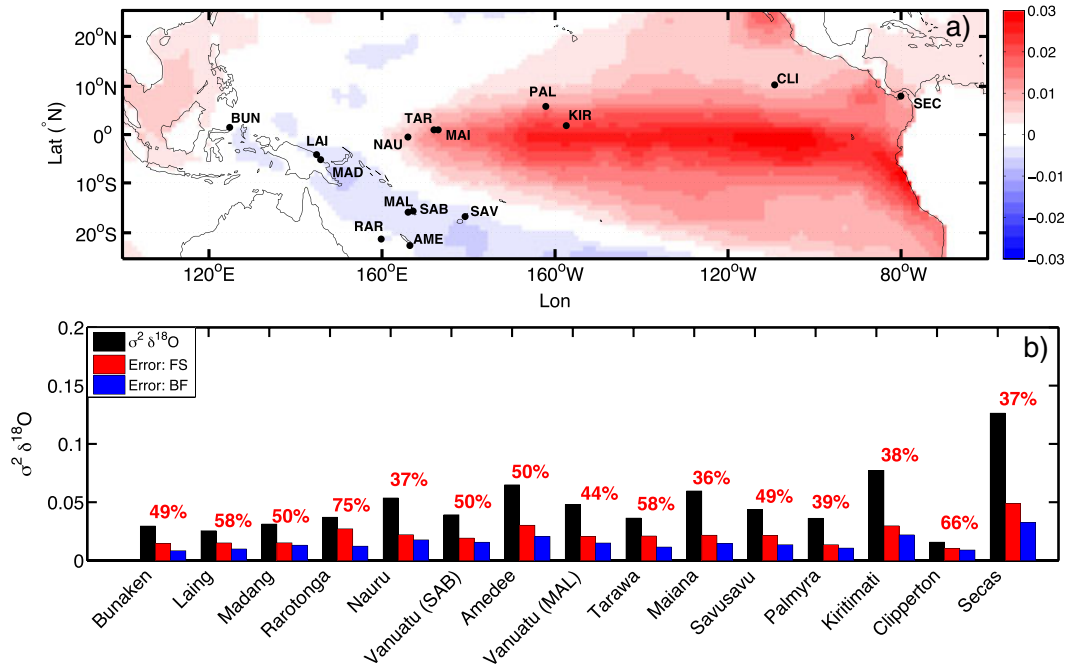 a)
20°N
10°N
0°
10°S
20°S
Lat (°N)
BUN
LAI
MAD
TAR
NAU
MAI
PAL
KIR
CLI
SEC
MAL
SAB
SAV
RAR
AME
120°E
160°E
160°W
120°W
80°W
Lon
0.03
0.02
0.01
0
−0.01
−0.02
−0.03
b)
σ² δ¹⁸O
Error: FS
Error: BF
0.2
0.15
0.1
0.05
0
σ² δ¹⁸O
49%
58%
50%
75%
37%
50%
50%
44%
58%
36%
49%
39%
38%
66%
37%
Bunaken
Laing
Madang
Rarotonga
Nauru
Vanuatu (SAB)
Amedee
Vanuatu (MAL)
Tarawa
Maiana
Savusavu
Palmyra
Kiritimati
Clipperton
Secas